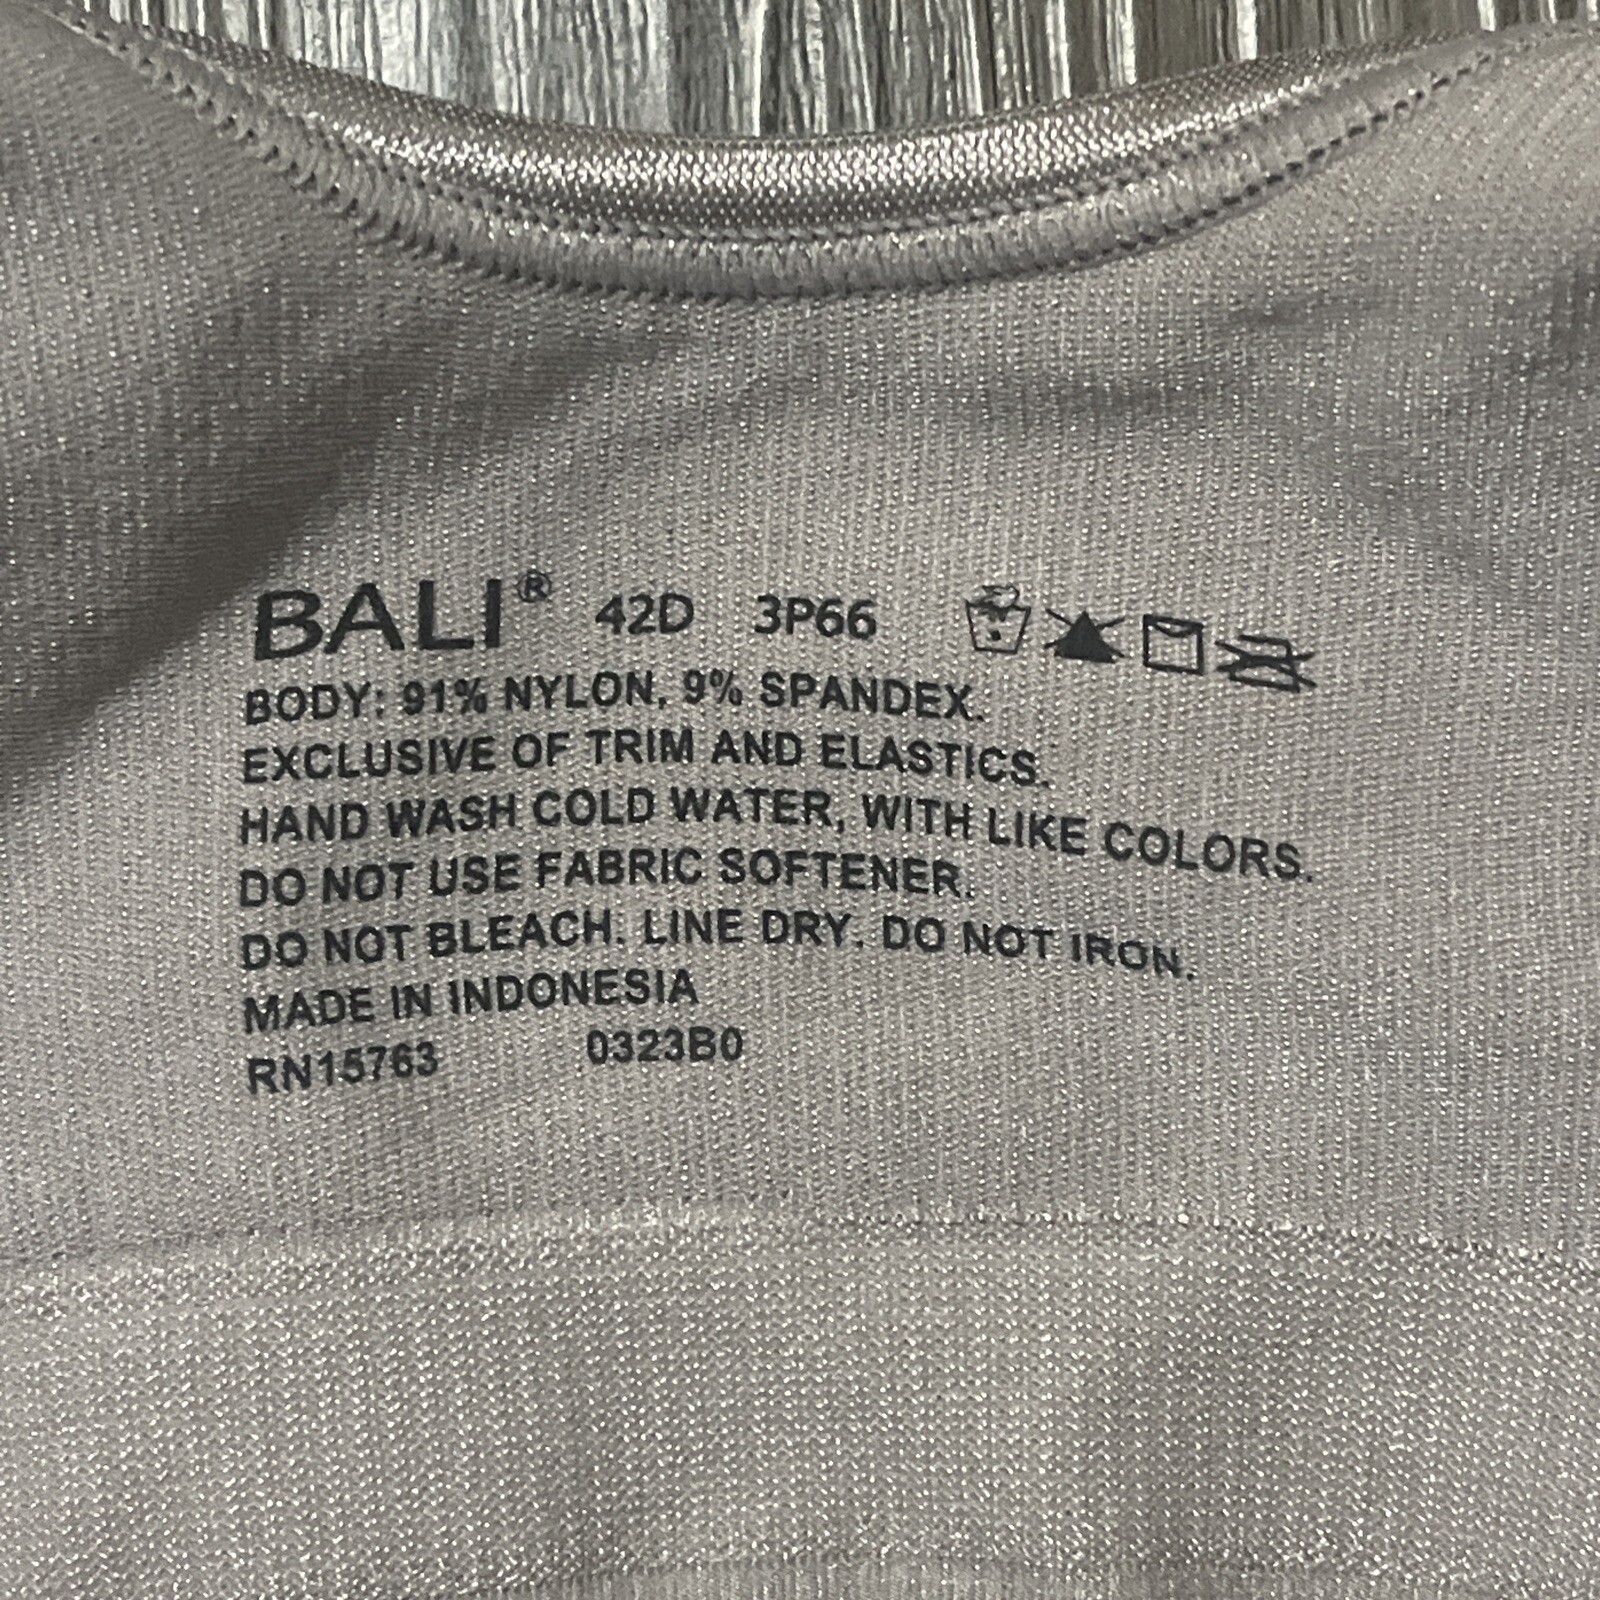 BALI® 42D 3P66
BODY: 91% NYLON, 9% SPANDEX.
EXCLUSIVE OF TRIM AND ELASTICS.
HAND WASH COLD WATER, WITH LIKE COLORS.
DO NOT USE FABRIC SOFTENER.
DO NOT BLEACH. LINE DRY. DO NOT IRON.
MADE IN INDONESIA
RN15763 0323B0